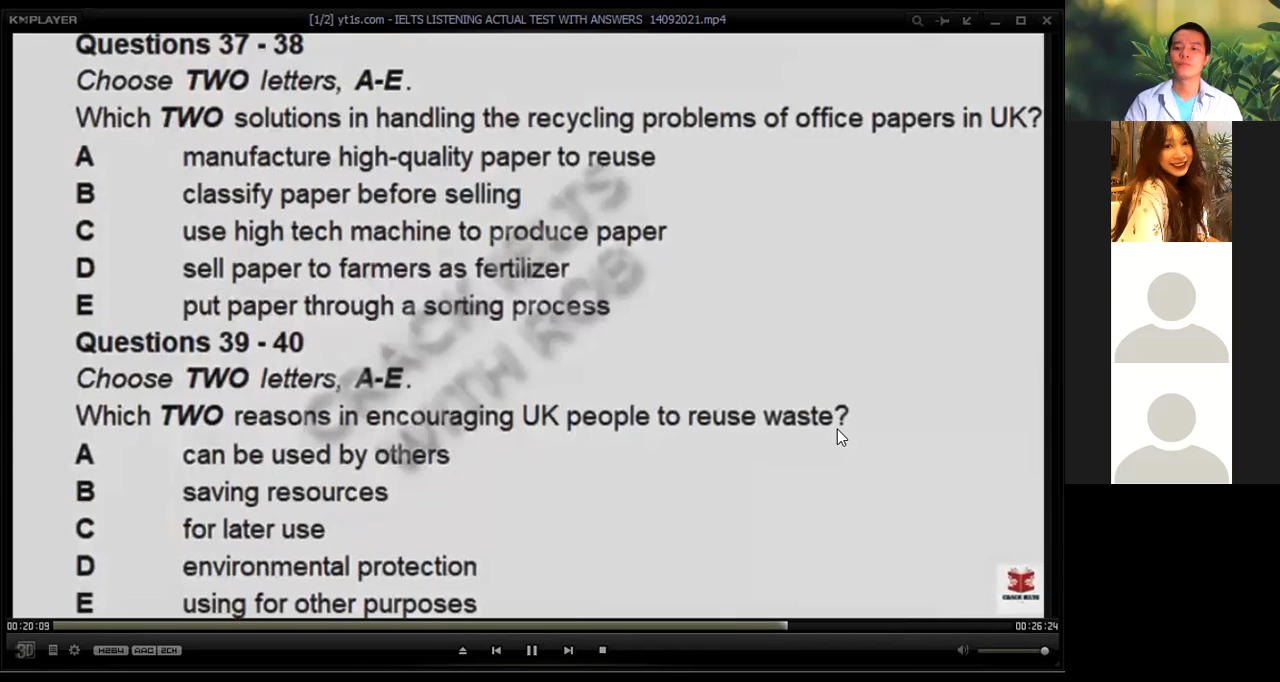 KMPLAYER
[1/2] yt1s.com - IELTS LISTENING ACTUAL TEST WITH ANSWERS 14092021.mp4
Questions 37 - 38
Choose TWO letters, A-E.
Which TWO solutions in handling the recycling problems of office papers in UK?
A manufacture high-quality paper to reuse
B classify paper before selling
C use high tech machine to produce paper
D sell paper to farmers as fertilizer
E put paper through a sorting process
Questions 39 - 40
Choose TWO letters, A-E.
Which TWO reasons in encouraging UK people to reuse waste?
A can be used by others
B saving resources
C for later use
D environmental protection
E using for other purposes
CRACK IELTS
WITH ROB
00:20:09
00:26:24
3D
H264 AAC 2CH